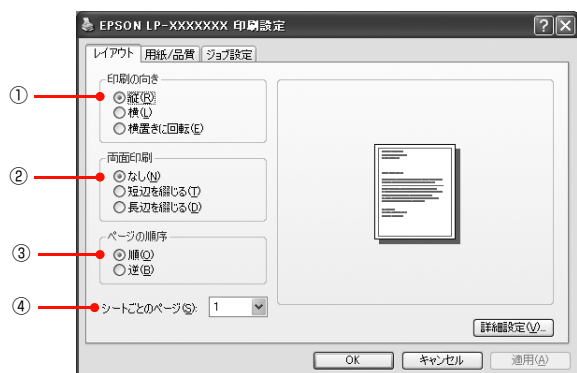 EPSON LP-XXXXXXX 印刷設定
レイアウト 用紙/品質 ジョブ設定
印刷の向き
① 縦(R)
横(L)
横置きに回転(E)
両面印刷
② なし(N)
短辺を綴じる(T)
長辺を綴じる(D)
ページの順序
③ 順(O)
逆(B)
④ シートごとのページ(S): 1
詳細設定(V)...
OK キャンセル 適用(A)